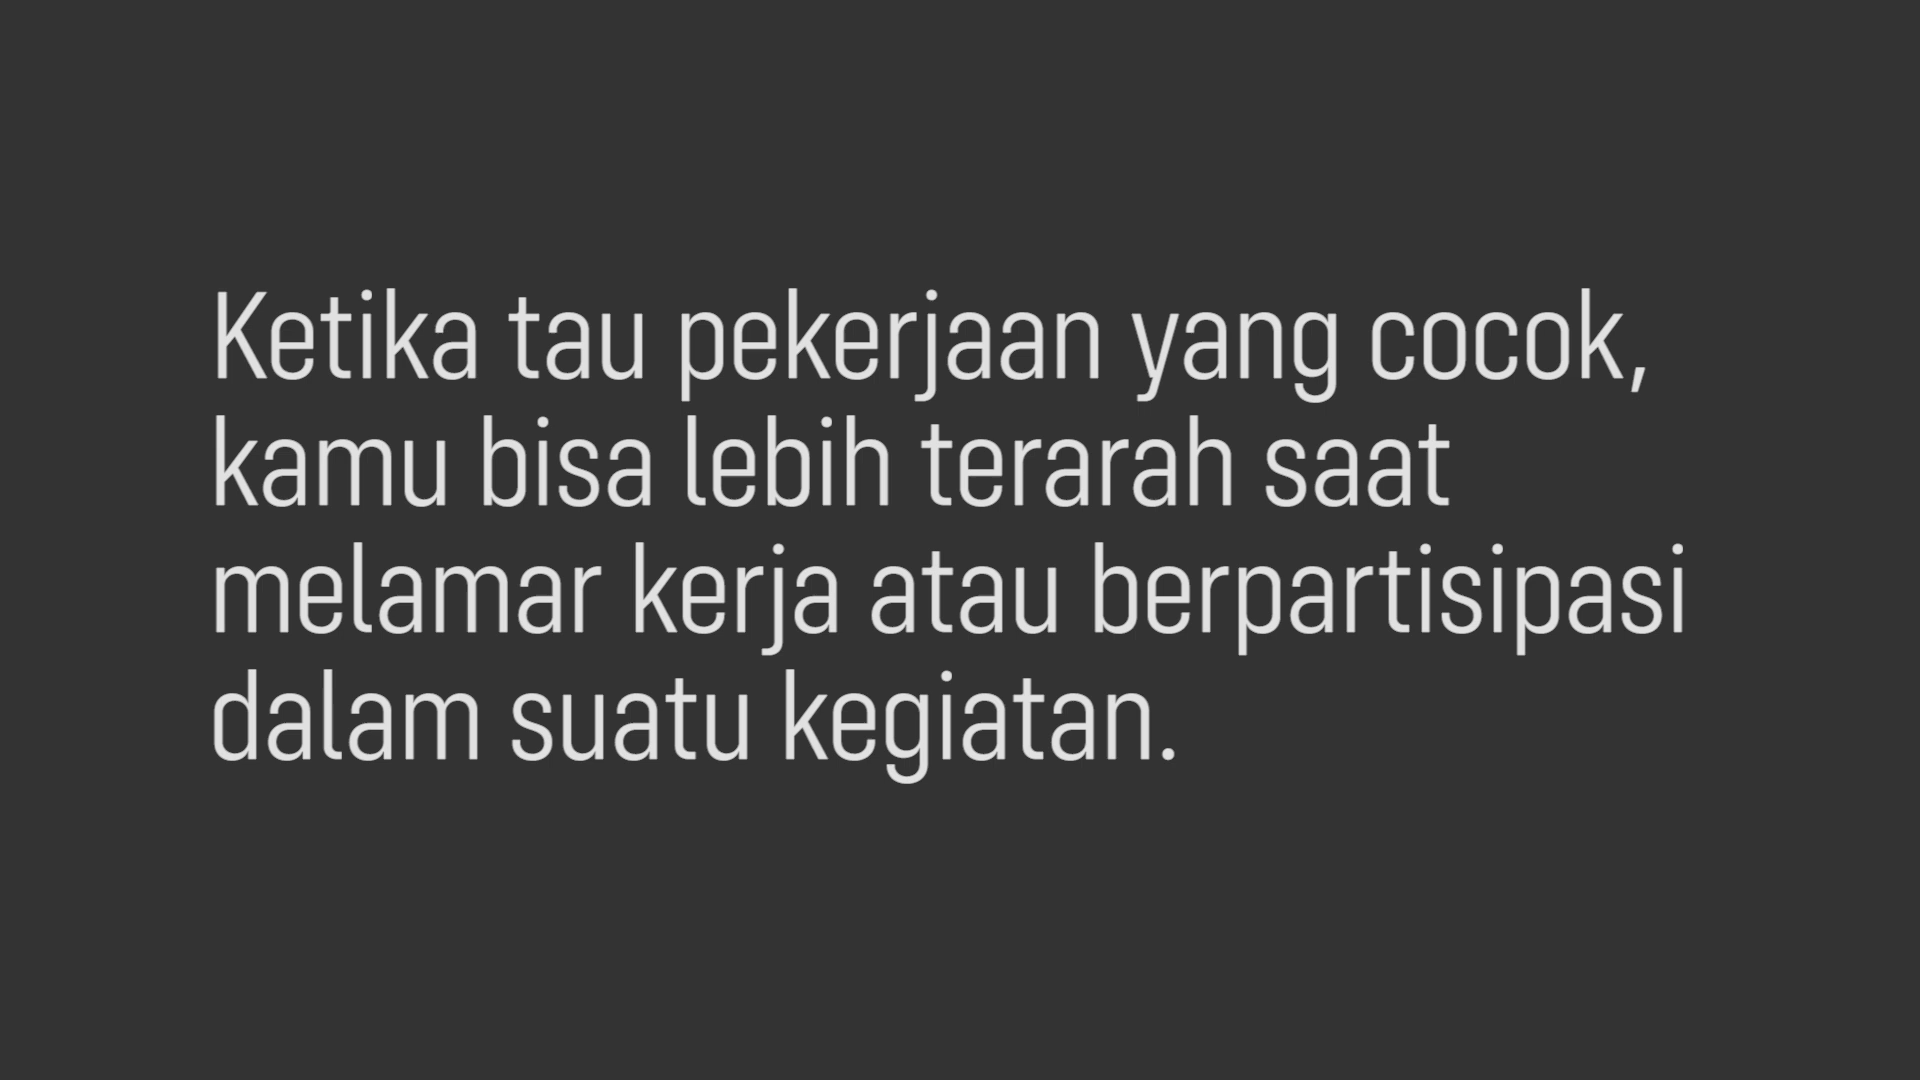 Ketika tau pekerjaan yang cocok,
kamu bisa lebih terarah saat
melamar kerja atau berpartisipasi
dalam suatu kegiatan.